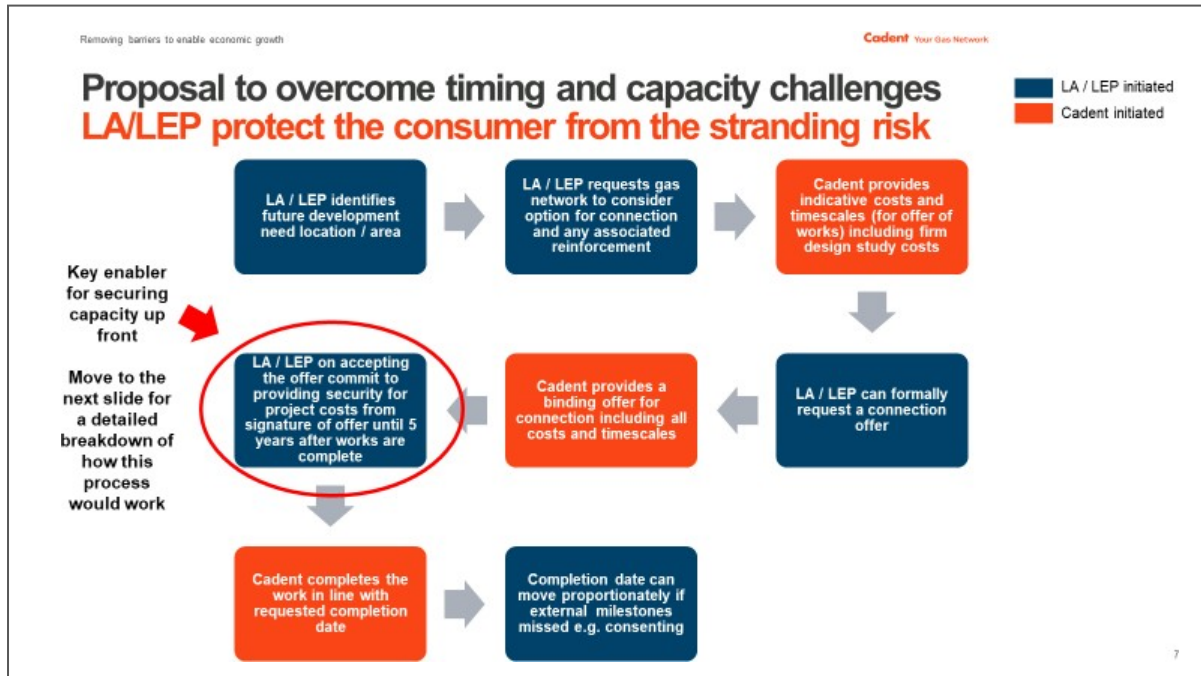 Removing barriers to enable economic growth
Cadent Your Gas Network
Proposal to overcome timing and capacity challenges
LA/LEP protect the consumer from the stranding risk
LA / LEP initiated
Cadent initiated
LA / LEP identifies
future development
need location / area
LA / LEP requests gas
network to consider
option for connection
and any associated
reinforcement
Cadent provides
indicative costs and
timescales (for offer of
works) including firm
design study costs
Key enabler
for securing
capacity up
front
Move to the
next slide for
a detailed
breakdown of
how this
process
would work
LA / LEP can formally
request a connection
offer
Cadent provides a
binding offer for
connection including all
costs and timescales
LA / LEP on accepting
the offer commit to
providing security for
project costs from
signature of offer until 5
years after works are
complete
Cadent completes the
work in line with
requested completion
date
Completion date can
move proportionately if
external milestones
missed e.g. consenting
7